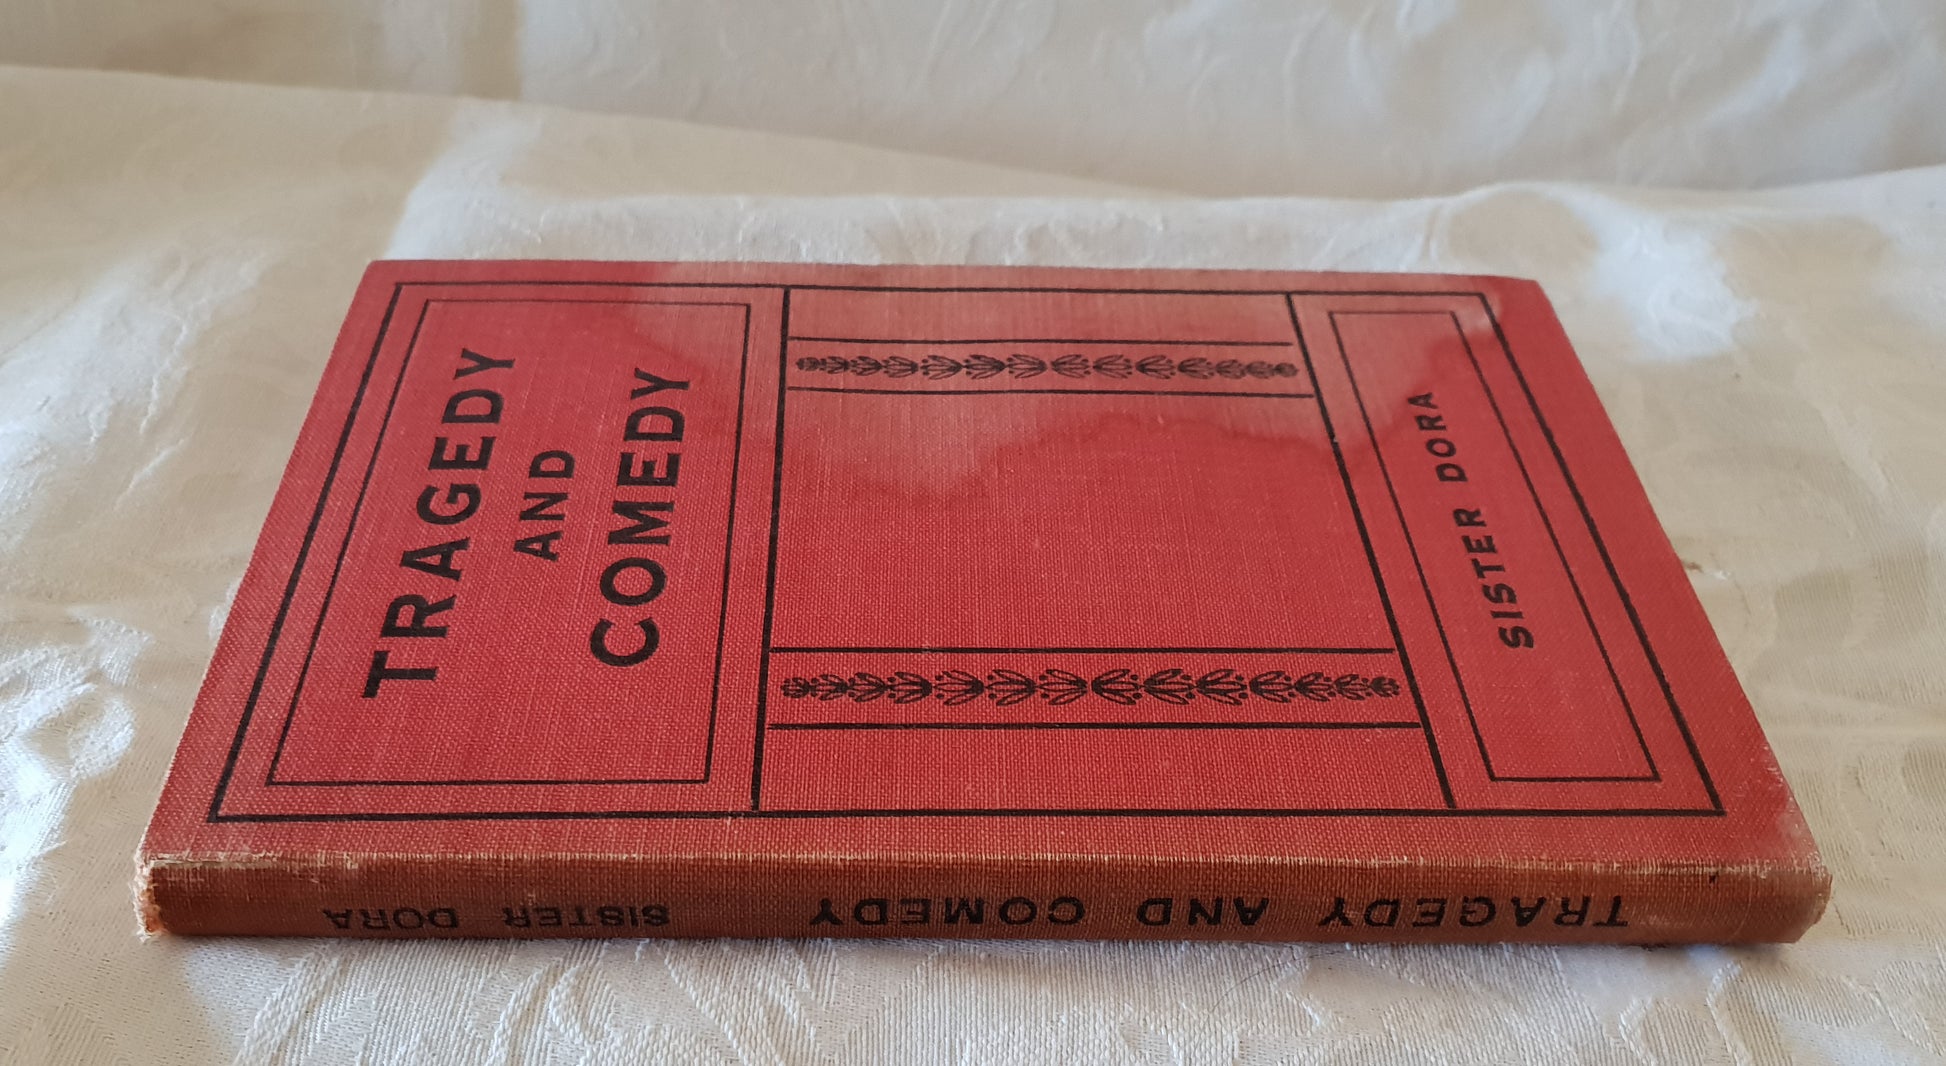 TRAGEDY
AND
COMEDY
SISTER DORA
TRAGEDY AND COMEDY SISTER DORA